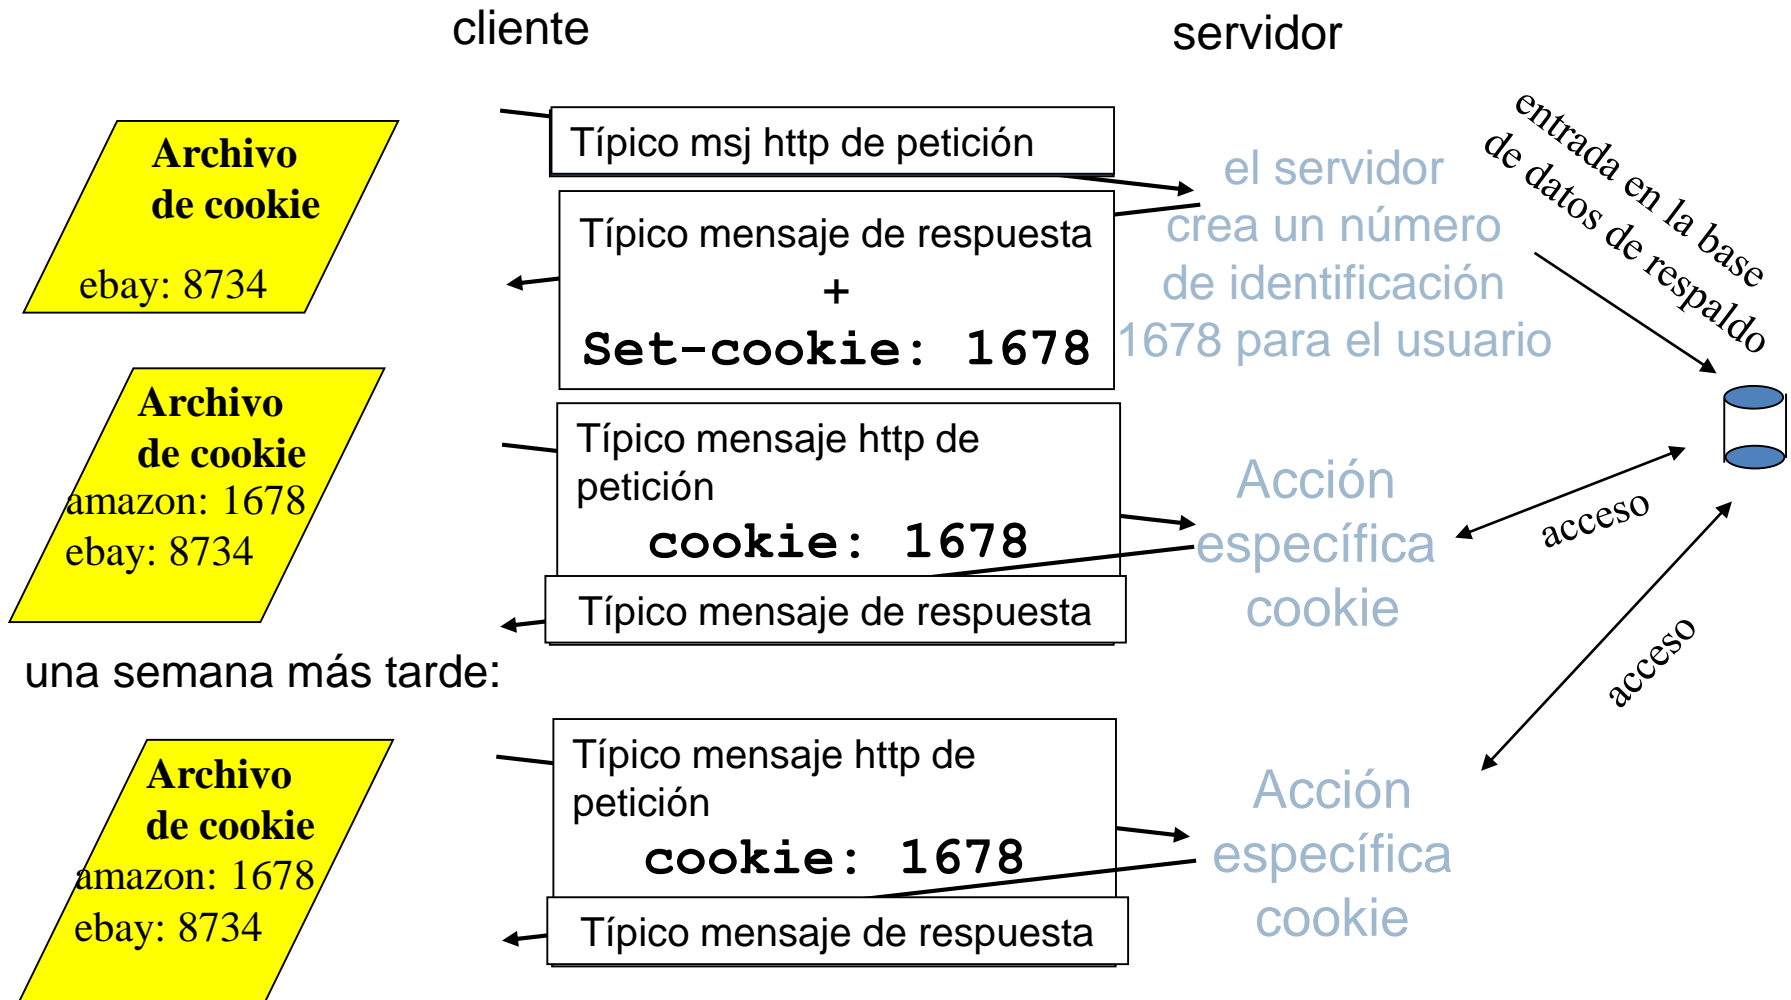 cliente
servidor
Archivo
de cookie
ebay: 8734
Típico msj http de petición
Típico mensaje de respuesta
+
Set-cookie: 1678
el servidor
crea un número
de identificación
1678 para el usuario
entrada en la base
de datos de respaldo
Archivo
de cookie
amazon: 1678
ebay: 8734
Típico mensaje http de
petición
cookie: 1678
Típico mensaje de respuesta
Acción
específica
cookie
acceso
acceso
una semana más tarde:
Archivo
de cookie
amazon: 1678
ebay: 8734
Típico mensaje http de
petición
cookie: 1678
Típico mensaje de respuesta
Acción
específica
cookie